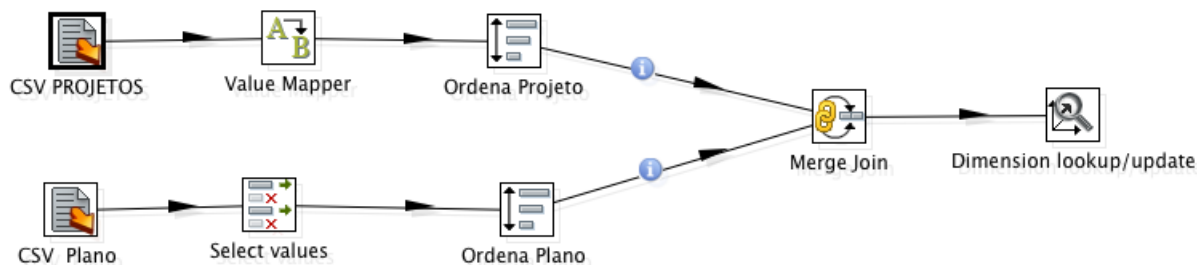 A
B
CSV PROJETOS
Value Mapper
Ordena Projeto
i
Merge Join
Dimension lookup/update
i
CSV Plano
Select values
Ordena Plano